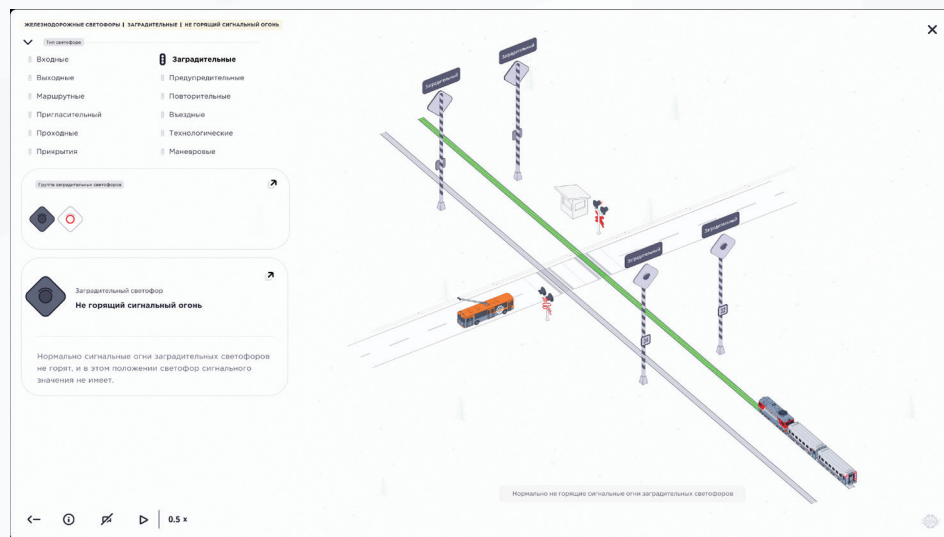 ЖЕЛЕЗНОДОРОЖНЫЕ СВЕТОФОРЫ | ЗАГРАДИТЕЛЬНЫЕ | НЕ ГОРЯЩИЙ СИГНАЛЬНЫЙ ОГОНЬ
Тип светофора
Входные
Заградительные
Выходные
Предупредительные
Маршрутные
Повторительные
Пригласительный
Въездные
Проходные
Технологические
Прикрытия
Маневровые
Группа заградительных светофоров
Заградительный светофор
Не горящий сигнальный огонь
Нормально сигнальные огни заградительных светофоров
не горят, и в этом положении светофор сигнального
значения не имеет.
0.5 x
Заградительный
Заградительный
Заградительный
Заградительный
Нормально не горящие сигнальные огни заградительных светофоров